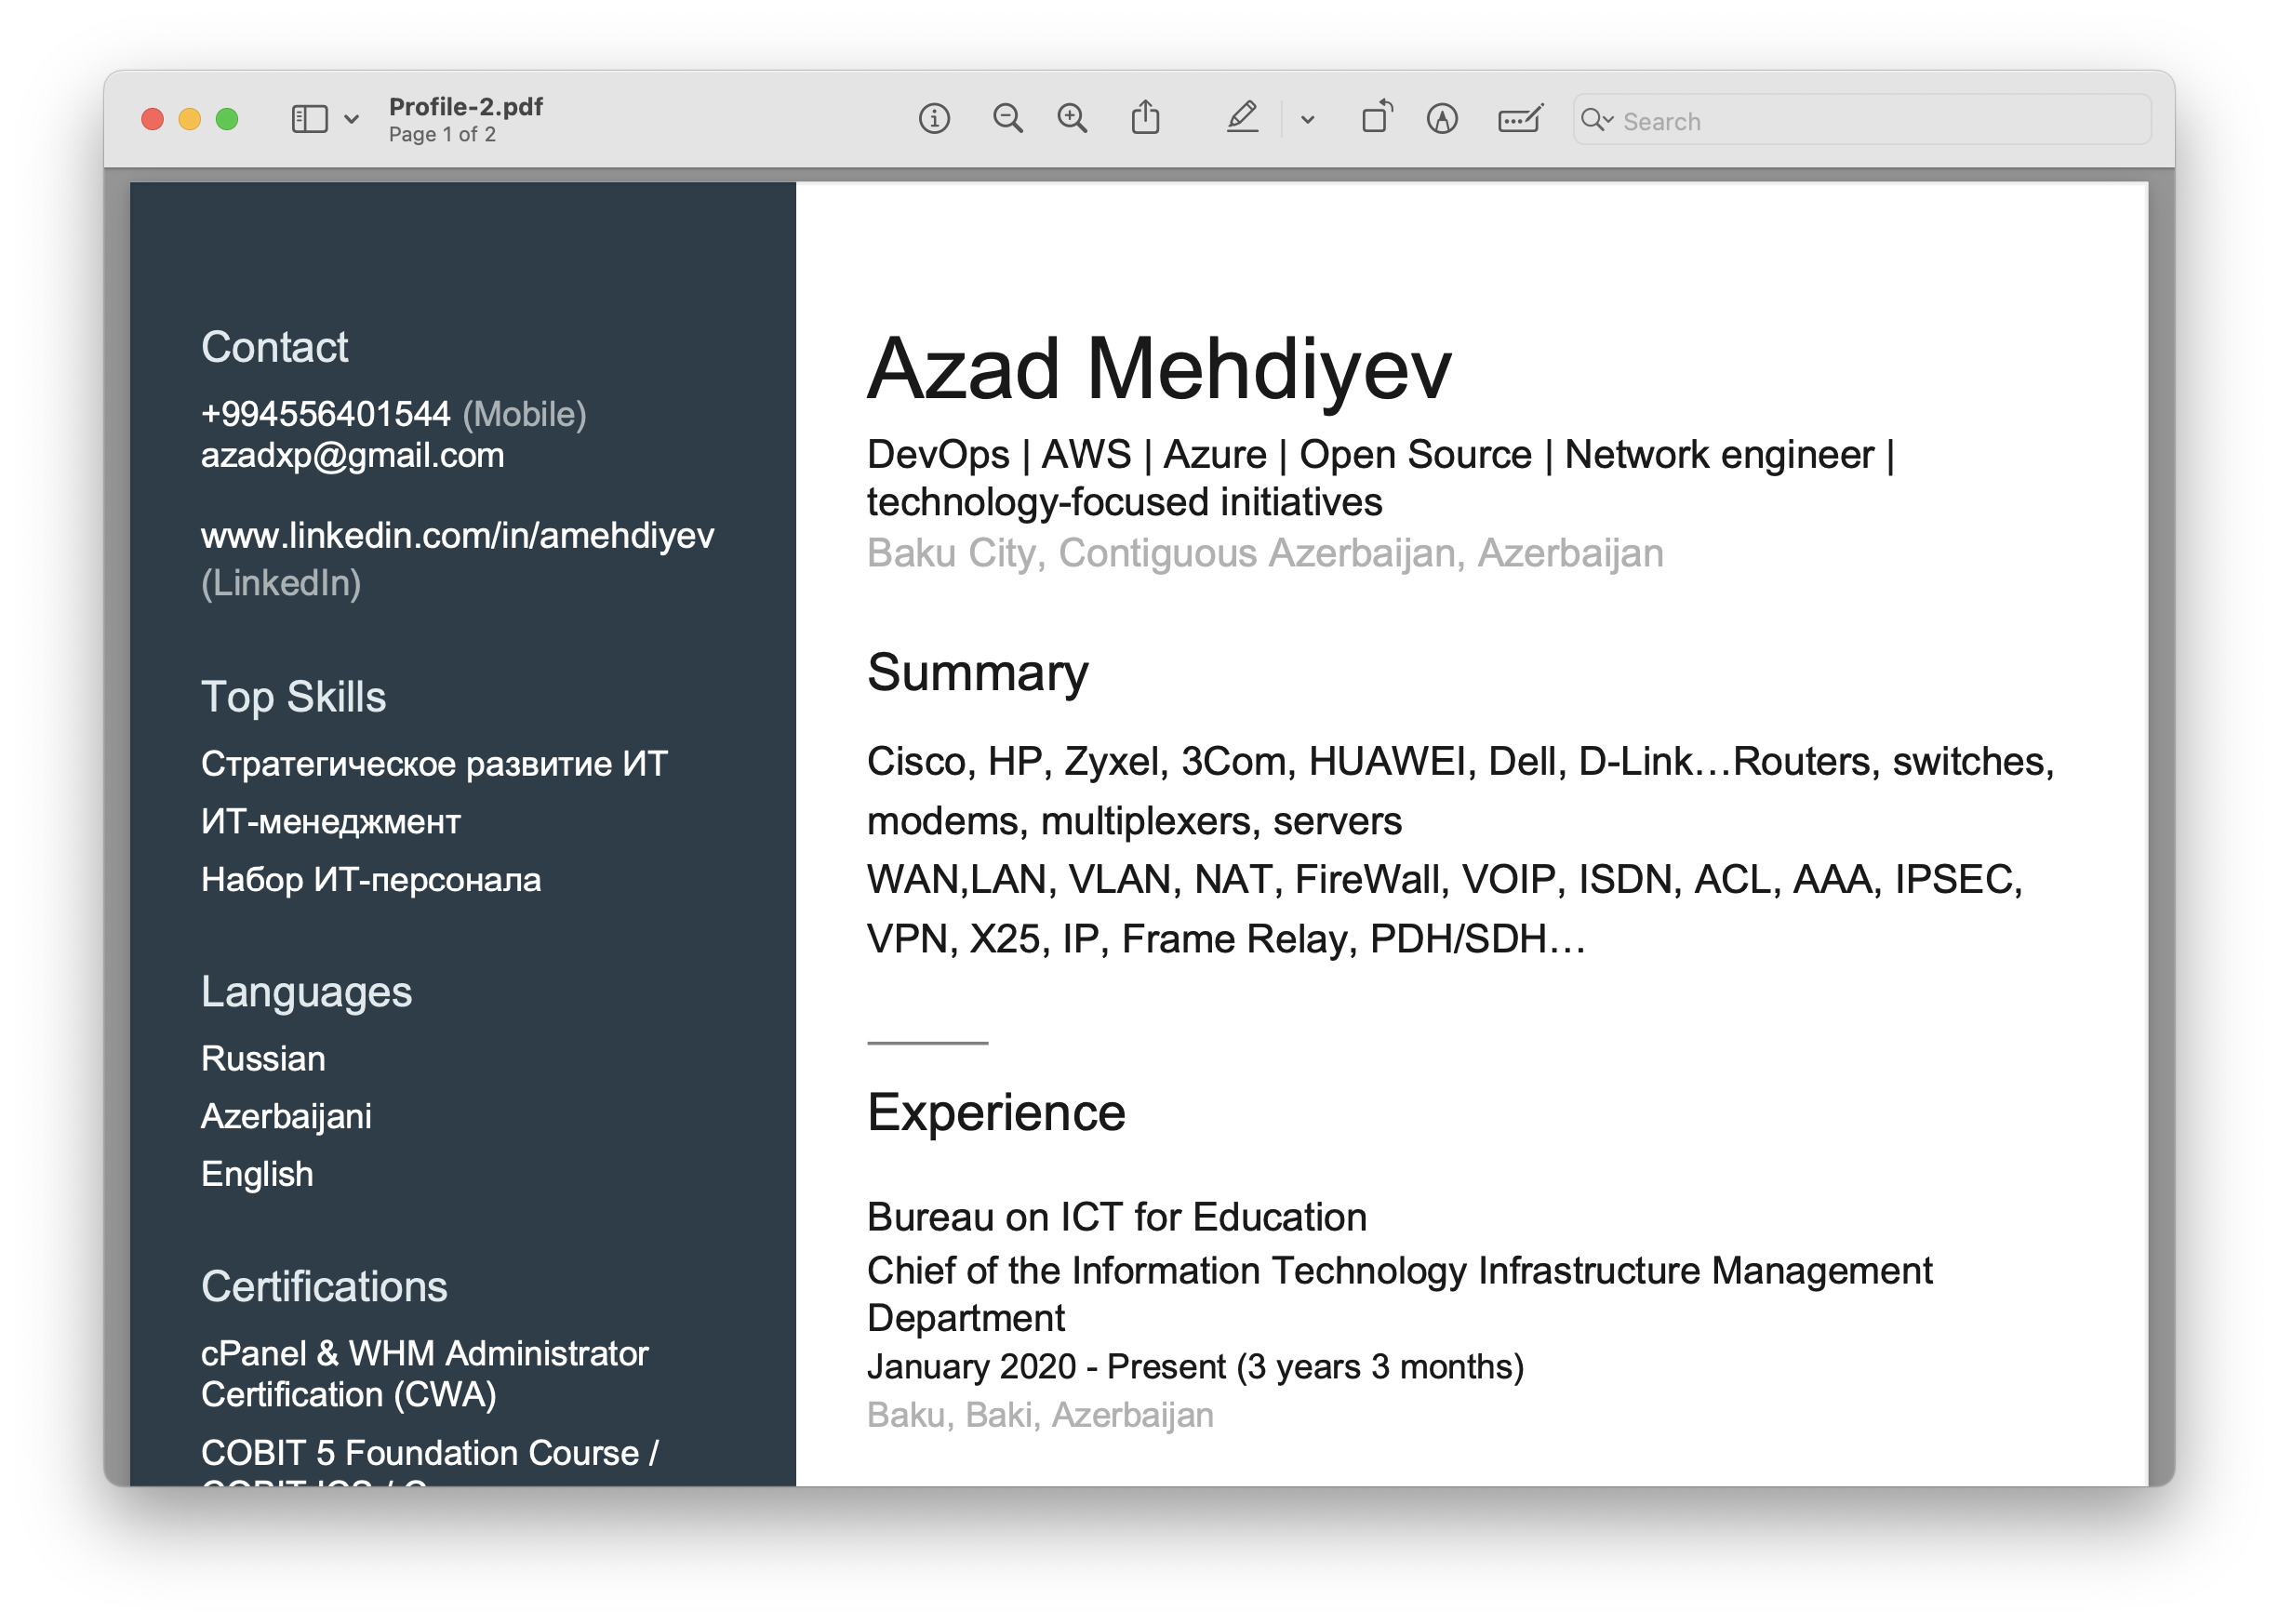 Profile-2.pdf
Page 1 of 2
Search
Contact
+994556401544 (Mobile)
azadxp@gmail.com
www.linkedin.com/in/amehdiyev
(LinkedIn)
Top Skills
Стратегическое развитие ИТ
ИТ-менеджмент
Набор ИТ-персонала
Languages
Russian
Azerbaijani
English
Certifications
cPanel & WHM Administrator
Certification (CWA)
COBIT 5 Foundation Course /
Azad Mehdiyev
DevOps | AWS | Azure | Open Source | Network engineer |
technology-focused initiatives
Baku City, Contiguous Azerbaijan, Azerbaijan
Summary
Cisco, HP, Zyxel, 3Com, HUAWEI, Dell, D-Link…Routers, switches,
modems, multiplexers, servers
WAN,LAN, VLAN, NAT, FireWall, VOIP, ISDN, ACL, AAA, IPSEC,
VPN, X25, IP, Frame Relay, PDH/SDH…
Experience
Bureau on ICT for Education
Chief of the Information Technology Infrastructure Management
Department
January 2020 - Present (3 years 3 months)
Baku, Baki, Azerbaijan